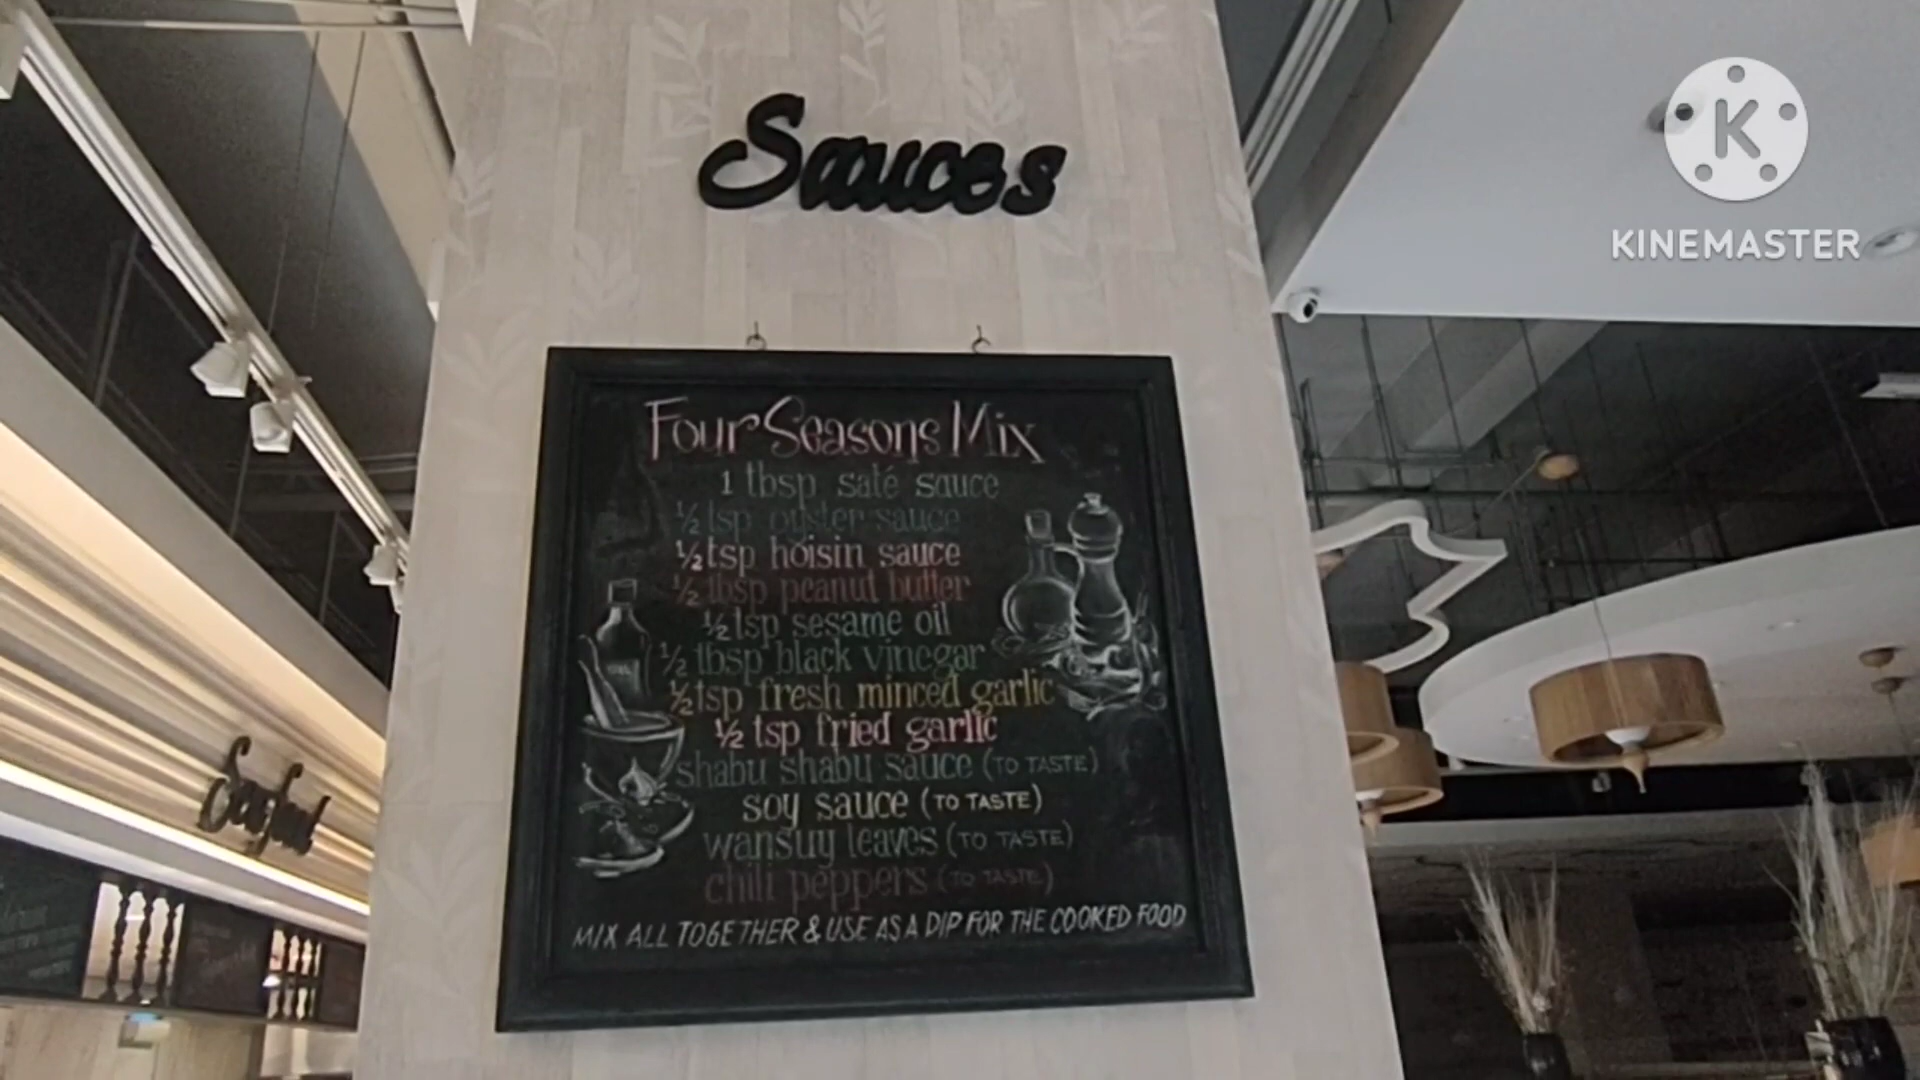 Sauces
K
KINEMASTER
Four Seasons Mix
1 tbsp saté sauce
½ tsp oyster sauce
½ tsp hoisin sauce
½ tbsp peanut butter
½ tsp sesame oil
½ tbsp black vinegar
½ tsp fresh minced garlic
½ tsp fried garlic
shabu shabu sauce (TO TASTE)
soy sauce (TO TASTE)
wansuy leaves (TO TASTE)
chili peppers (TO TASTE)
MIX ALL TOGETHER & USE AS A DIP FOR THE COOKED FOOD
Seafood